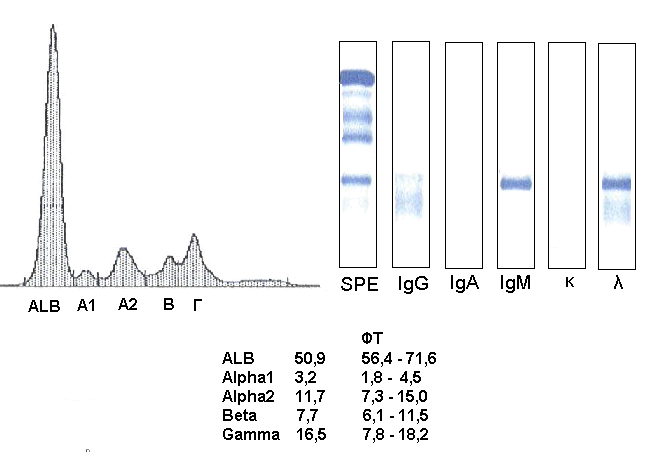 ALB A1 A2 B Γ
SPE IgG IgA IgM κ λ
ΦΤ
ALB 50,9 56,4 - 71,6
Alpha1 3,2 1,8 - 4,5
Alpha2 11,7 7,3 - 15,0
Beta 7,7 6,1 - 11,5
Gamma 16,5 7,8 - 18,2